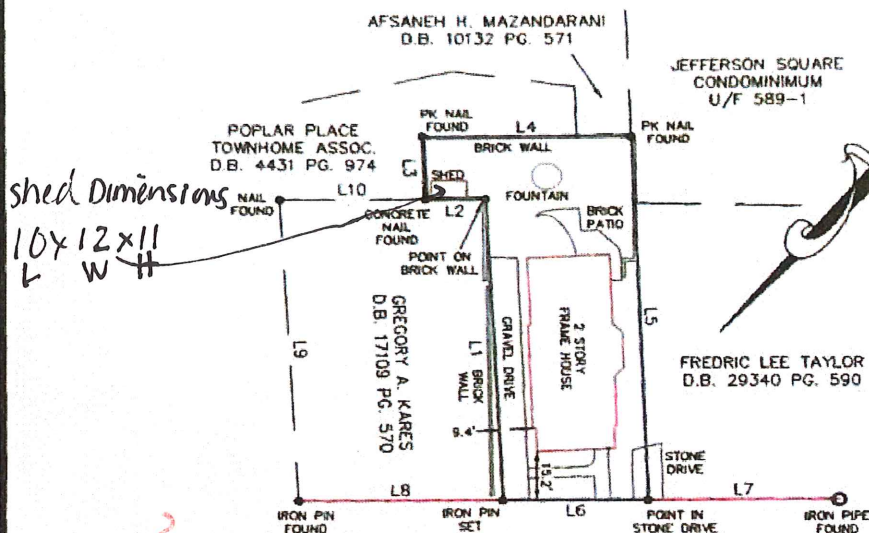 AFSANEH H. MAZANDARANI
D.B. 10132 PG. 571
JEFFERSON SQUARE
CONDOMINIMUM
U/F 589-1
POPLAR PLACE
TOWNHOME ASSOC.
D.B. 4431 PG. 974
PK NAIL
FOUND
L4
BRICK WALL
PK NAIL
FOUND
L3
SHED
shed Dimensions
10x12x11
L W H
NAIL
FOUND
L10
L2
CONCRETE
NAIL
FOUND
FOUNTAIN
BRICK
PATIO
POINT ON
BRICK WALL
L9
GREGORY A. KARES
D.B. 17109 PG. 570
L1 BRICK
WALL
GRAVEL DRIVE
2 STORY
FRAME HOUSE
L5
FREDRIC LEE TAYLOR
D.B. 29340 PG. 590
9.4'
15.2'
STONE
DRIVE
L8
L6
L7
IRON PIN
FOUND
IRON PIN
SET
POINT IN
STONE DRIVE
IRON PIPE
FOUND